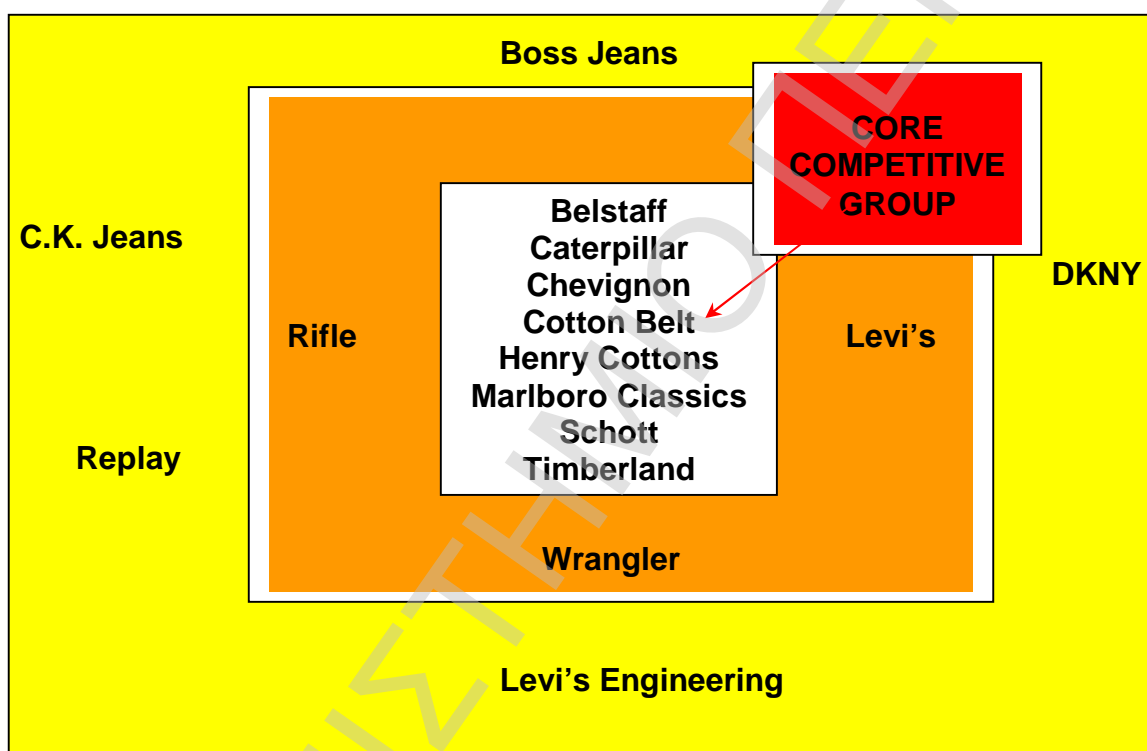 Boss Jeans
CORE
COMPETITIVE
GROUP
Belstaff
C.K. Jeans
Caterpillar
DKNY
Chevignon
Rifle
Cotton Belt
Levi’s
Henry Cottons
Marlboro Classics
Schott
Replay
Timberland
Wrangler
Levi’s Engineering